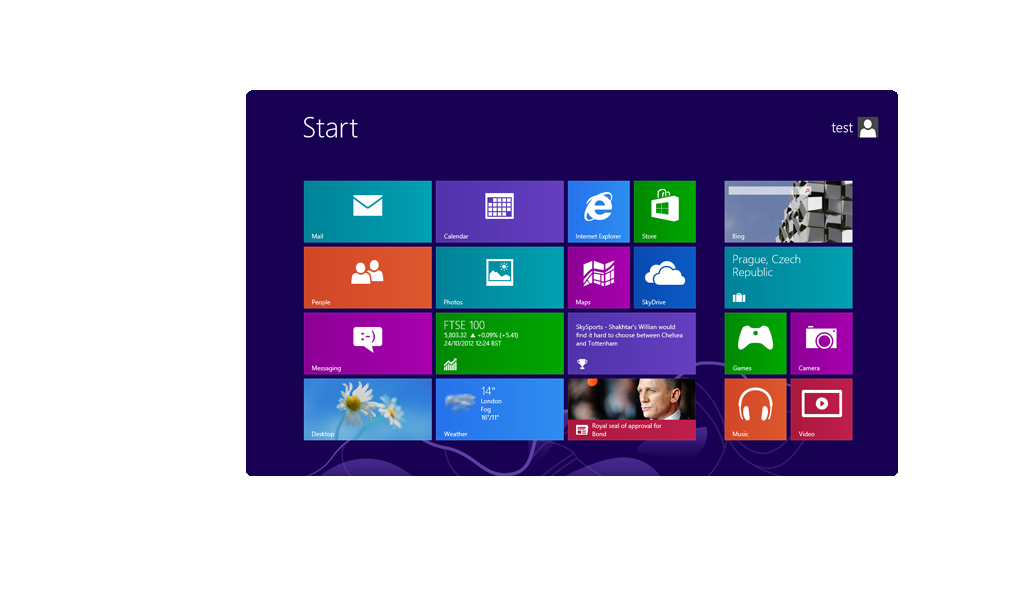 Start
test
Mail
Calendar
Internet Explorer
Store
Bing
People
Photos
Maps
SkyDrive
Prague, Czech
Republic
Messaging
FTSE 100
5,803.32 ▲ +0.09% (+5.41)
24/10/2012 12:24 BST
SkySports - Shakhtar's Willian would
find it hard to choose between Chelsea
and Tottenham
Games
Camera
Desktop
14°
London
Fog
16°/11°
Weather
Royal seal of approval for
Bond
Music
Video